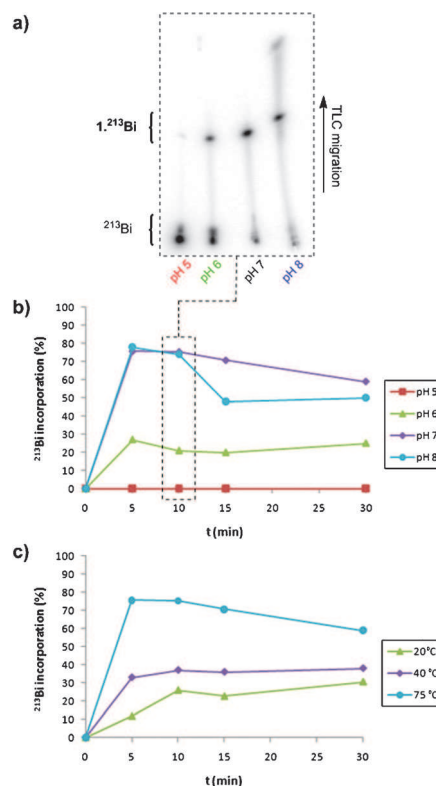 a)
1.²¹³Bi
²¹³Bi
TLC migration
pH 5 pH 6 pH 7 pH 8
b)
²¹³Bi incorporation (%)
100
90
80
70
60
50
40
30
20
10
0
0 5 10 15 20 25 30
t (min)
pH 5
pH 6
pH 7
pH 8
c)
²¹³Bi incorporation (%)
100
90
80
70
60
50
40
30
20
10
0
0 5 10 15 20 25 30
t (min)
20°C
40 °C
75 °C